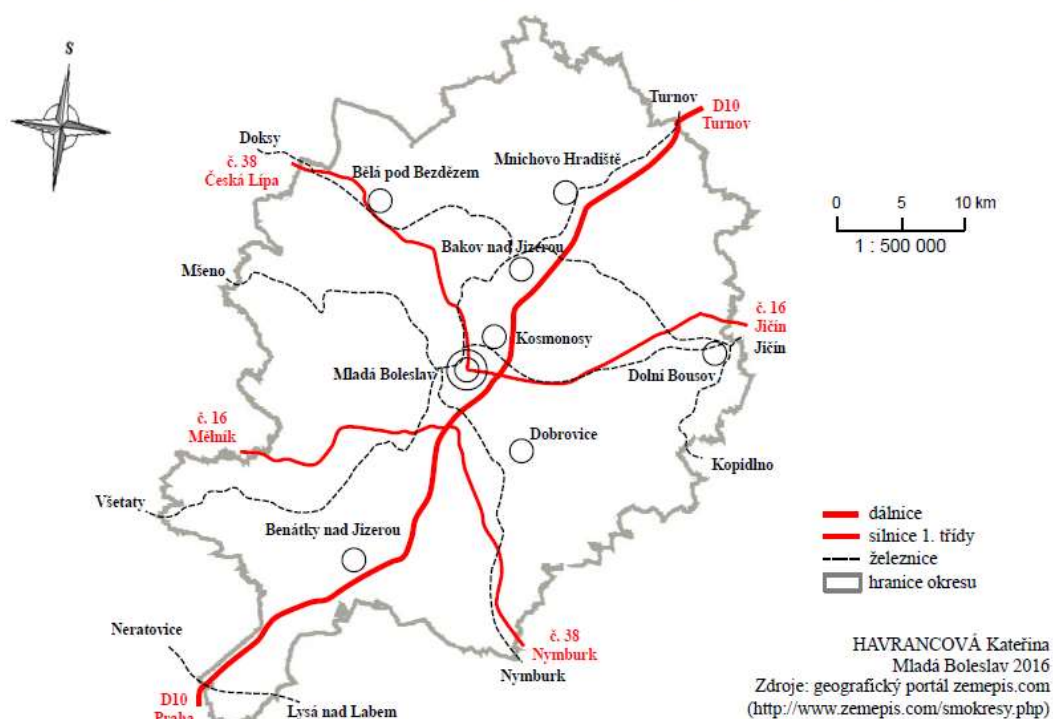 S
Turnov
D10
Turnov
Doksy
č. 38
Česká Lípa
Bělá pod Bezdězem
Mnichovo Hradiště
0 5 10 km
1 : 500 000
Bakov nad Jizerou
Mšeno
č. 16
Jičín
Kosmonosy
Jičín
Mladá Boleslav
Dolní Bousov
č. 16
Mělník
Dobrovice
Kopidlno
Všetaty
Benátky nad Jizerou
dálnice
silnice 1. třídy
železnice
hranice okresu
Neratovice
č. 38
Nymburk
Nymburk
D10
Praha
Lysá nad Labem
HAVRANCOVÁ Kateřina
Mladá Boleslav 2016
Zdroje: geografický portál zemepis.com
(http://www.zemepis.com/smokresy.php)